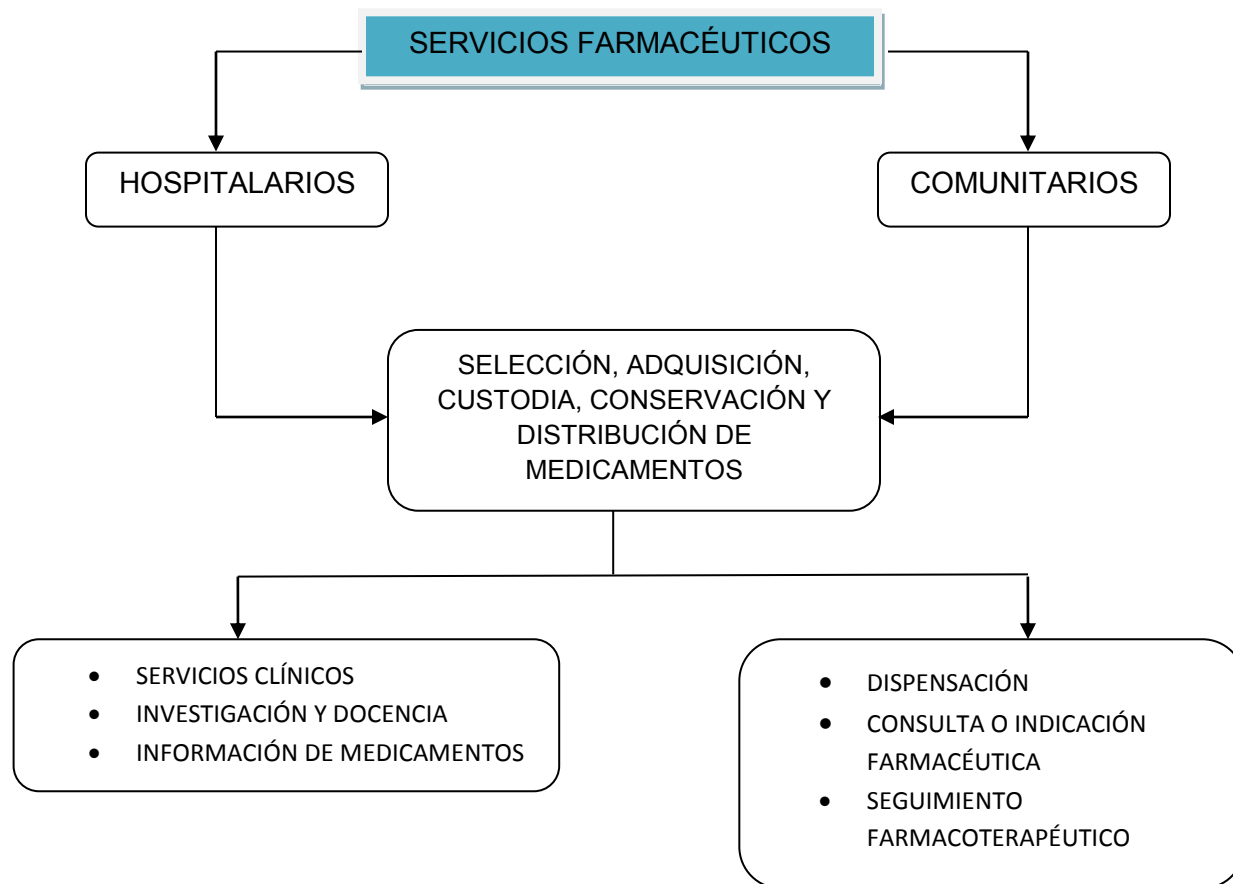 SERVICIOS FARMACÉUTICOS
HOSPITALARIOS
COMUNITARIOS
SELECCIÓN, ADQUISICIÓN,
CUSTODIA, CONSERVACIÓN Y
DISTRIBUCIÓN DE
MEDICAMENTOS
• SERVICIOS CLÍNICOS
• INVESTIGACIÓN Y DOCENCIA
• INFORMACIÓN DE MEDICAMENTOS
• DISPENSACIÓN
• CONSULTA O INDICACIÓN
FARMACÉUTICA
• SEGUIMIENTO
FARMACOTERAPÉUTICO